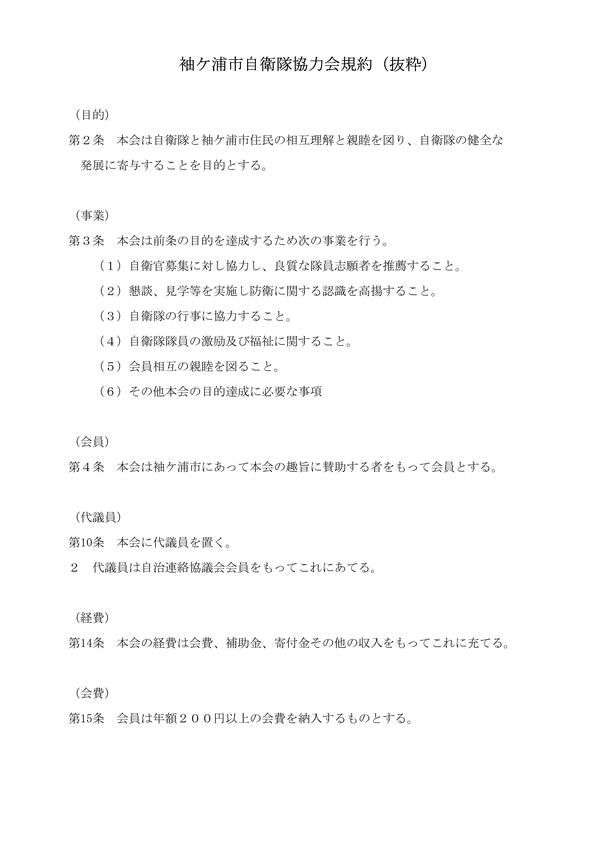 袖ケ浦市自衛隊協力会規約（抜粋）
（目的）
第２条　本会は自衛隊と袖ケ浦市住民の相互理解と親睦を図り、自衛隊の健全な
発展に寄与することを目的とする。
（事業）
第３条　本会は前条の目的を達成するため次の事業を行う。
（１）自衛官募集に対し協力し、良質な隊員志願者を推薦すること。
（２）懇談、見学等を実施し防衛に関する認識を高揚すること。
（３）自衛隊の行事に協力すること。
（４）自衛隊隊員の激励及び福祉に関すること。
（５）会員相互の親睦を図ること。
（６）その他本会の目的達成に必要な事項
（会員）
第４条　本会は袖ケ浦市にあって本会の趣旨に賛助する者をもって会員とする。
（代議員）
第10条　本会に代議員を置く。
２　代議員は自治連絡協議会会員をもってこれにあてる。
（経費）
第14条　本会の経費は会費、補助金、寄付金その他の収入をもってこれに充てる。
（会費）
第15条　会員は年額２００円以上の会費を納入するものとする。